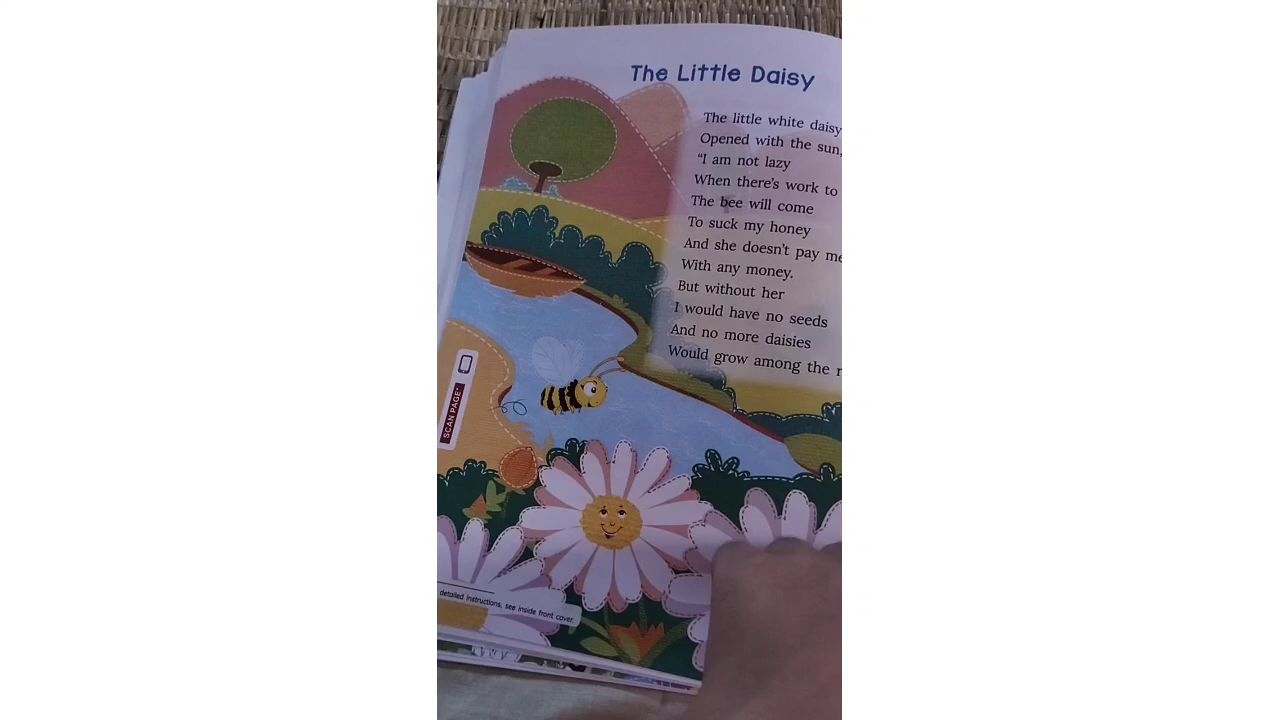 The Little Daisy
The little white daisy
Opened with the sun,
"I am not lazy
When there's work to
The bee will come
To suck my honey
And she doesn't pay me
With any money.
But without her
I would have no seeds
And no more daisies
Would grow among the
SCAN PAGE*
detailed instructions, see inside front cover.